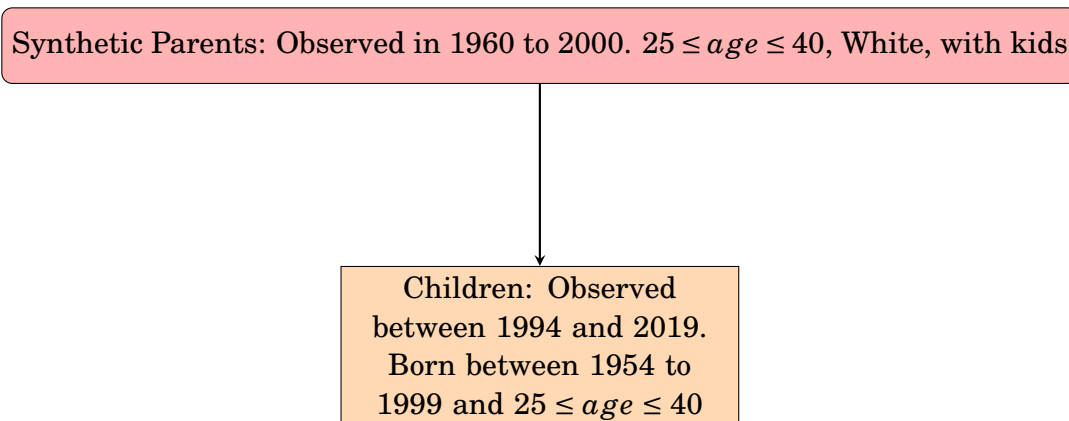 Synthetic Parents: Observed in 1960 to 2000. 25 ≤ age ≤ 40, White, with kids
Children: Observed
between 1994 and 2019.
Born between 1954 to
1999 and 25 ≤ age ≤ 40